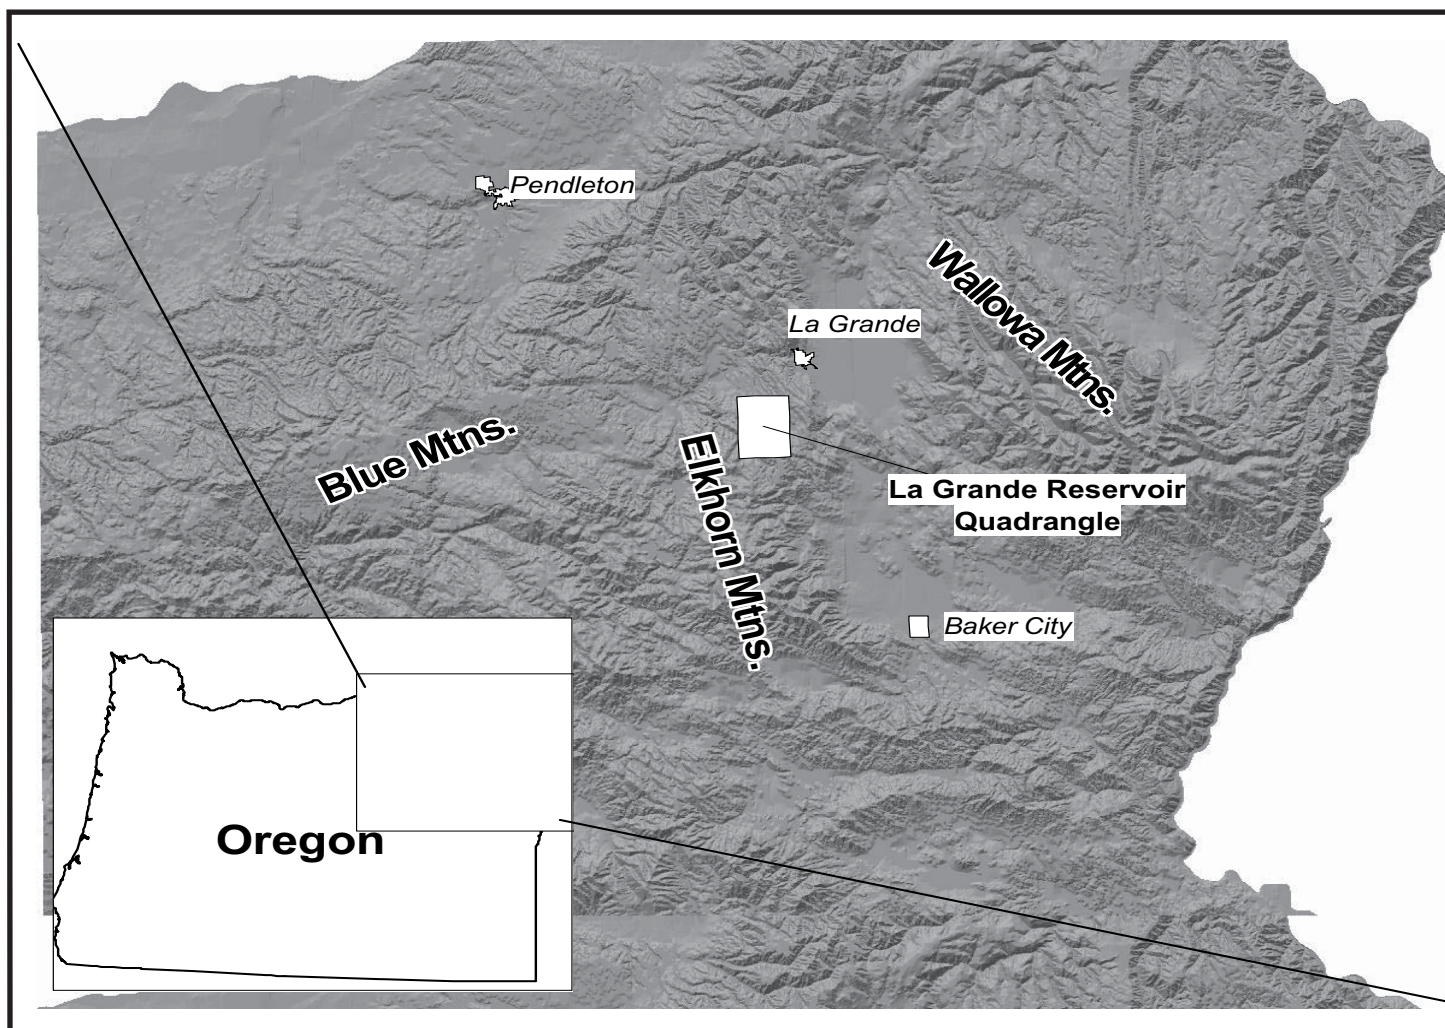 Pendleton
Wallowa Mtns.
La Grande
Blue Mtns.
Elkhorn Mtns.
La Grande Reservoir
Quadrangle
Baker City
Oregon